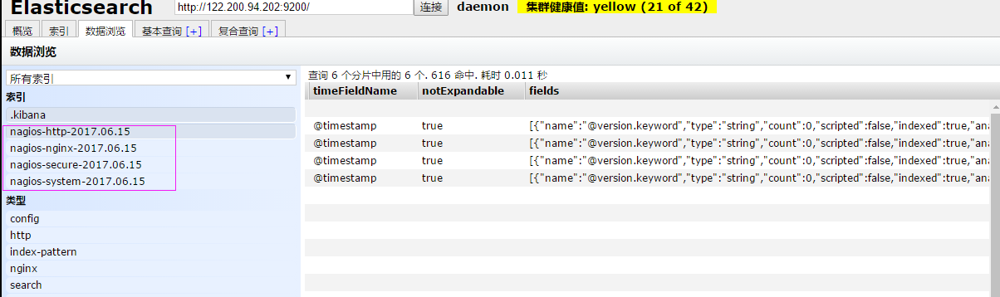 Elasticsearch http://122.200.94.202:9200/ 连接 daemon 集群健康值: yellow (21 of 42)
概览 索引 数据浏览 基本查询 [+] 复合查询 [+]
数据浏览
所有索引
索引
.kibana
nagios-http-2017.06.15
nagios-nginx-2017.06.15
nagios-secure-2017.06.15
nagios-system-2017.06.15
类型
config
http
index-pattern
nginx
search
查询 6 个分片中用的 6 个. 616 命中. 耗时 0.011 秒
timeFieldName notExpandable fields
@timestamp true [{"name":"@version.keyword","type":"string","count":0,"scripted":false,"indexed":true,"ana
@timestamp true [{"name":"@version.keyword","type":"string","count":0,"scripted":false,"indexed":true,"ana
@timestamp true [{"name":"@version.keyword","type":"string","count":0,"scripted":false,"indexed":true,"ana
@timestamp true [{"name":"@version.keyword","type":"string","count":0,"scripted":false,"indexed":true,"ana